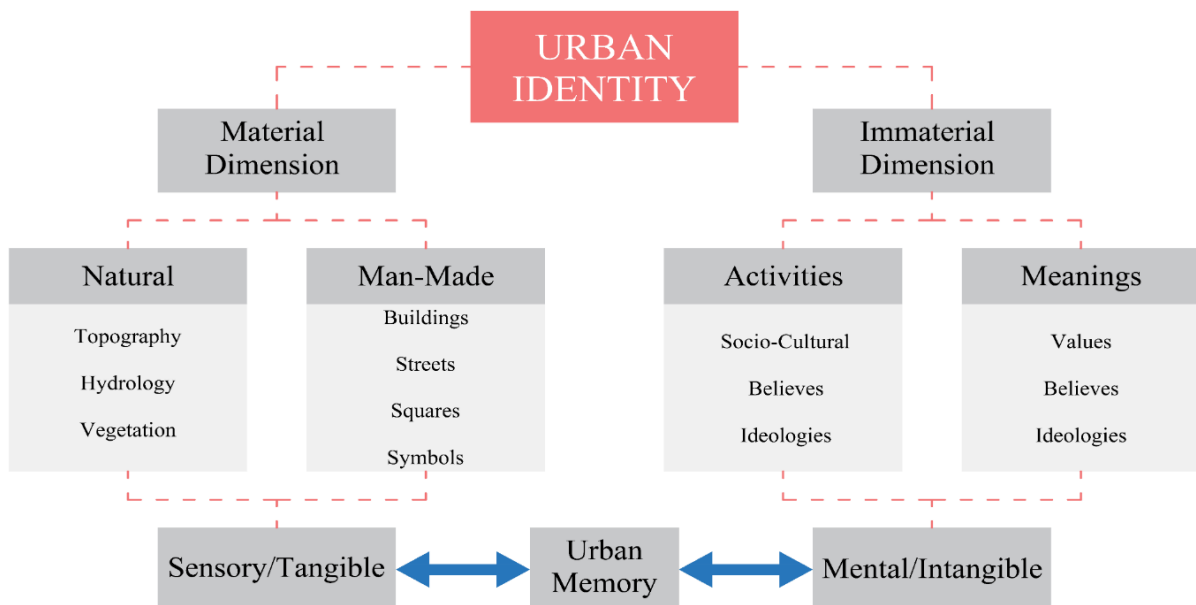 URBAN
IDENTITY
Material
Dimension
Immaterial
Dimension
Natural
Topography
Hydrology
Vegetation
Man-Made
Buildings
Streets
Squares
Symbols
Activities
Socio-Cultural
Believes
Ideologies
Meanings
Values
Believes
Ideologies
Sensory/Tangible
Urban
Memory
Mental/Intangible